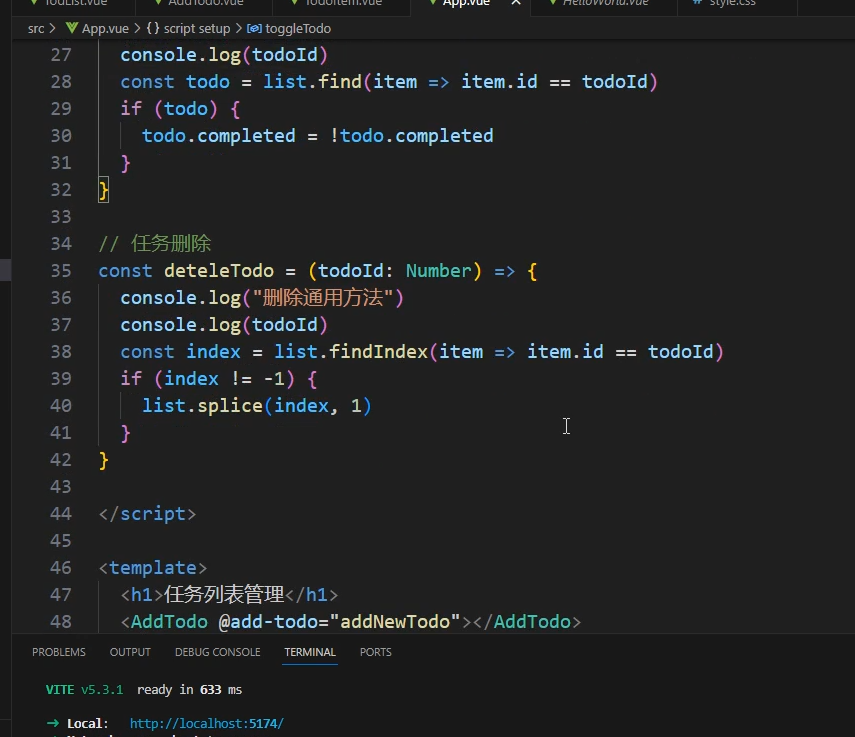 TodList.vue AddTodo.vue TodoItem.vue App.vue HelloWorld.vue style.css
src > App.vue > {} script setup > toggleTodo
27 console.log(todoId)
28 const todo = list.find(item => item.id == todoId)
29 if (todo) {
30 todo.completed = !todo.completed
31 }
32 }
33
34 // 任务删除
35 const deteleTodo = (todoId: Number) => {
36 console.log("删除通用方法")
37 console.log(todoId)
38 const index = list.findIndex(item => item.id == todoId)
39 if (index != -1) {
40 list.splice(index, 1)
41 }
42 }
43
44 </script>
45
46 <template>
47 <h1>任务列表管理</h1>
48 <AddTodo @add-todo="addNewTodo"></AddTodo>
PROBLEMS OUTPUT DEBUG CONSOLE TERMINAL PORTS
VITE v5.3.1 ready in 633 ms
➜ Local: http://localhost:5174/